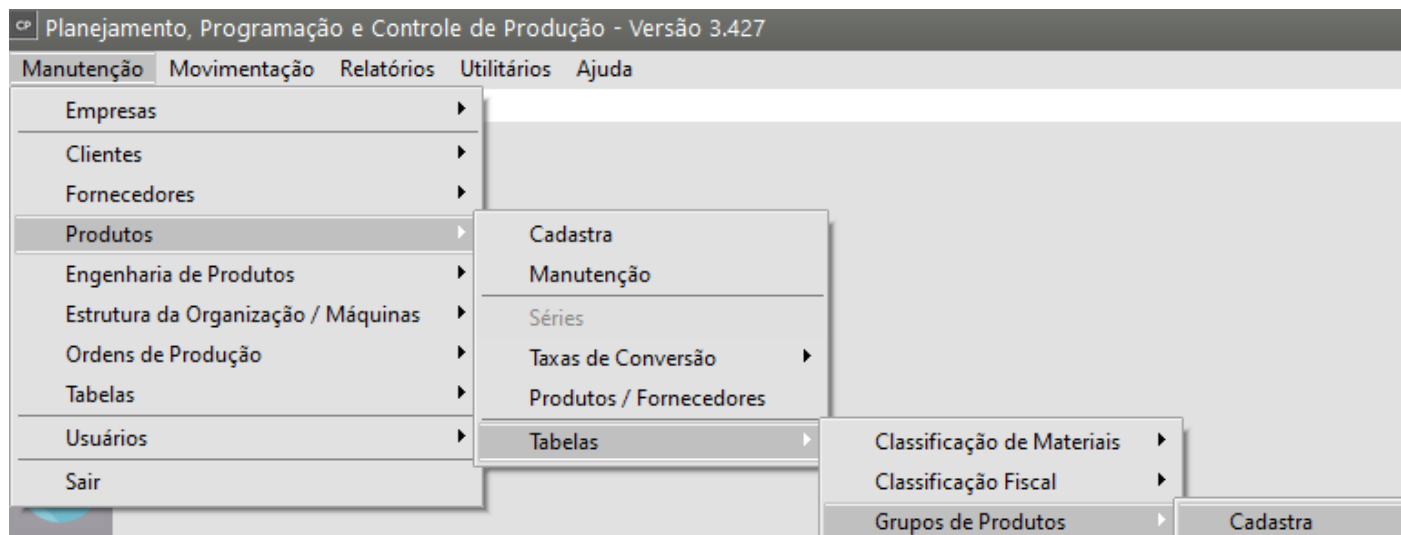 CP Planejamento, Programação e Controle de Produção - Versão 3.427
Manutenção Movimentação Relatórios Utilitários Ajuda
Empresas
Clientes
Fornecedores
Produtos
Engenharia de Produtos
Estrutura da Organização / Máquinas
Ordens de Produção
Tabelas
Usuários
Sair
Cadastra
Manutenção
Séries
Taxas de Conversão
Produtos / Fornecedores
Tabelas
Classificação de Materiais
Classificação Fiscal
Grupos de Produtos
Cadastra